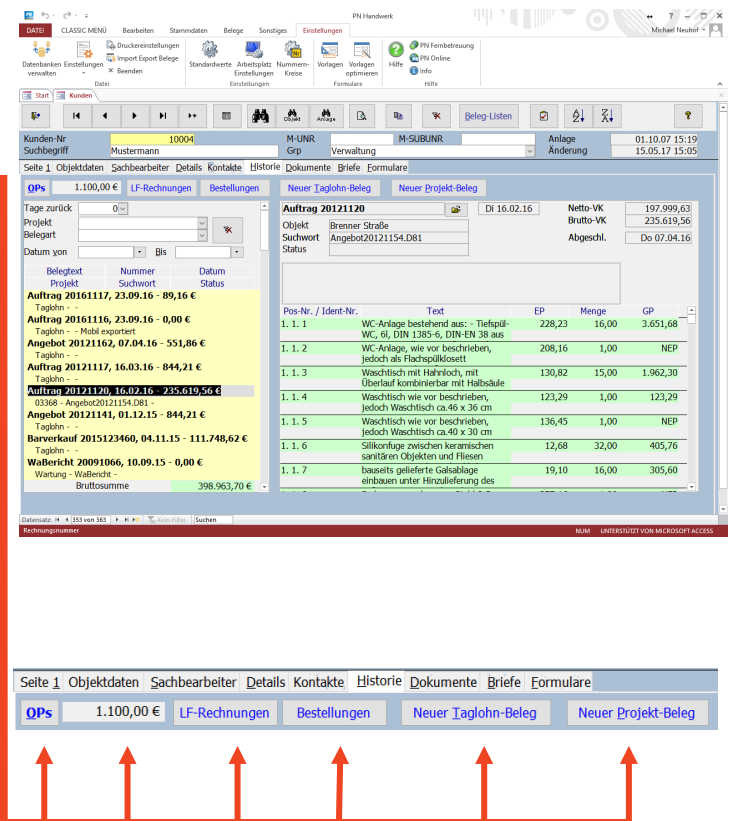 PN Handwerk
DATEI CLASSIC MENÜ Bearbeiten Stammdaten Belege Sonstiges Einstellungen Michael Neuhof
Druckereinstellungen
Import Export Belege
Beenden
Datenbanken verwalten
Einstellungen
Standardwerte
Arbeitsplatz Einstellungen
Nummern-Kreise
Vorlagen
Vorlagen optimieren
Hilfe
PN Fernbetreuung
PN Online
Info
Datei Einstellungen Formulare Hilfe
Start Kunden
Objekt Anlage Beleg-Listen
Kunden-Nr 10004 M-UNR M-SUBUNR Anlage 01.10.07 15:19
Suchbegriff Mustermann Grp Verwaltung Änderung 15.05.17 15:05
Seite 1 Objektdaten Sachbearbeiter Details Kontakte Historie Dokumente Briefe Formulare
OPs 1.100,00 € LF-Rechnungen Bestellungen Neuer Taglohn-Beleg Neuer Projekt-Beleg
Tage zurück 0
Projekt
Belegart
Datum von Bis
Belegtext Nummer Datum
Projekt Suchwort Status
Auftrag 20161117, 23.09.16 - 89,16 €
Taglohn - -
Auftrag 20161116, 23.09.16 - 0,00 €
Taglohn - - Mobil exportiert
Angebot 20121162, 07.04.16 - 551,86 €
Taglohn - -
Auftrag 20121117, 16.03.16 - 844,21 €
Taglohn - -
Auftrag 20121120, 16.02.16 - 235.619,56 €
03368 - Angebot20121154.D81 -
Angebot 20121141, 01.12.15 - 844,21 €
Taglohn - -
Barverkauf 2015123460, 04.11.15 - 111.748,62 €
Taglohn - -
WaBericht 20091066, 10.09.15 - 0,00 €
Wartung - WaBericht -
Bruttosumme 398.963,70 €
Auftrag 20121120 Di 16.02.16 Netto-VK 197.999,63
Brutto-VK 235.619,56
Objekt Brenner Straße
Suchwort Angebot20121154.D81 Abgeschl. Do 07.04.16
Status
Pos-Nr. / Ident-Nr. Text EP Menge GP
1. 1. 1 WC-Anlage bestehend aus: - Tiefspül- 228,23 16,00 3.651,68
WC, 6l, DIN 1385-6, DIN-EN 38 aus
1. 1. 2 WC-Anlage, wie vor beschrieben, 208,16 1,00 NEP
jedoch als Flachspülklosett
1. 1. 3 Waschtisch mit Hahnloch, mit 130,82 15,00 1.962,30
Überlauf kombinierbar mit Halbsäule
1. 1. 4 Waschtisch wie vor beschrieben, 123,29 1,00 123,29
jedoch Waschtisch ca.46 x 36 cm
1. 1. 5 Waschtisch wie vor beschrieben, 136,45 1,00 NEP
jedoch Waschtisch ca.40 x 30 cm
1. 1. 6 Silikonfuge zwischen keramischen 12,68 32,00 405,76
sanitären Objekten und Fliesen
1. 1. 7 bauseits gelieferte Galsablage 19,10 16,00 305,60
einbauen unter Hinzulieferung des
Datensatz: 353 von 363 Kein Filter Suchen
Rechnungsnummer NUM UNTERSTÜTZT VON MICROSOFT ACCESS
Seite 1 Objektdaten Sachbearbeiter Details Kontakte Historie Dokumente Briefe Formulare
OPs 1.100,00 € LF-Rechnungen Bestellungen Neuer Taglohn-Beleg Neuer Projekt-Beleg